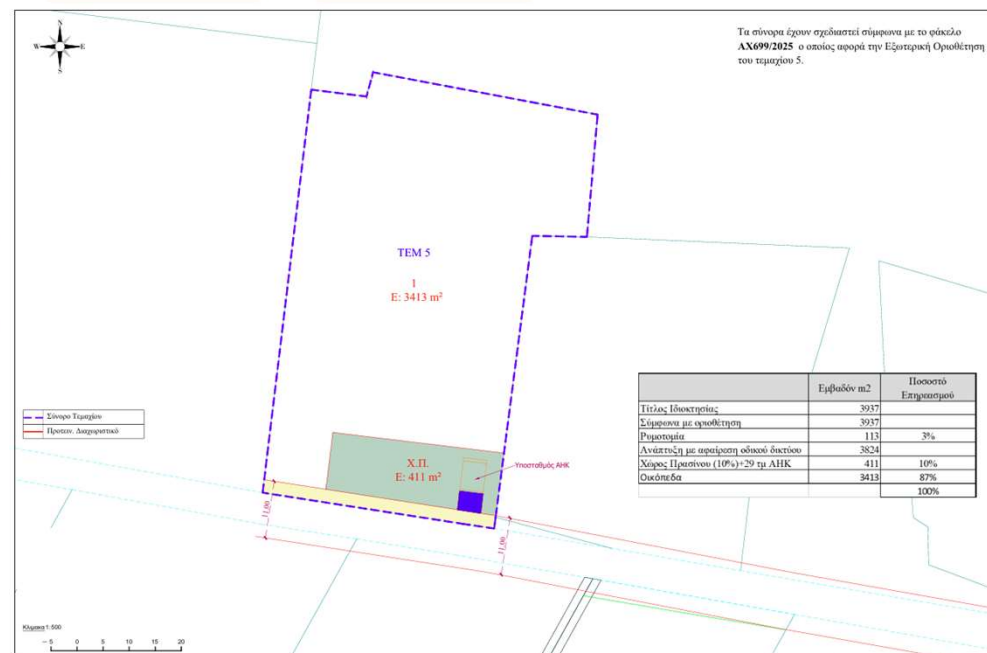 Τα σύνορα έχουν σχεδιαστεί σύμφωνα με το φάκελο
ΑΧ699/2025 ο οποίος αφορά την Εξωτερική Οριοθέτηση
του τεμαχίου 5.
N
W E
S
ΤΕΜ 5
1
Ε: 3413 m²
Εμβαδόν m2 Ποσοστό Επηρεασμού
Τίτλος Ιδιοκτησίας 3937
Σύμφωνα με οριοθέτηση 3937
Ρυμοτομία 113 3%
Ανάπτυξη με αφαίρεση οδικού δικτύου 3824
Χώρος Πρασίνου (10%)+29 τμ ΑΗΚ 411 10%
Οικόπεδα 3413 87%
100%
Σύνορο Τεμαχίου
Προτειν. Διαχωριστικό
Χ.Π.
Ε: 411 m²
Υποσταθμός ΑΗΚ
11,00
11,00
Κλίμακα 1:500
5 0 5 10 15 20